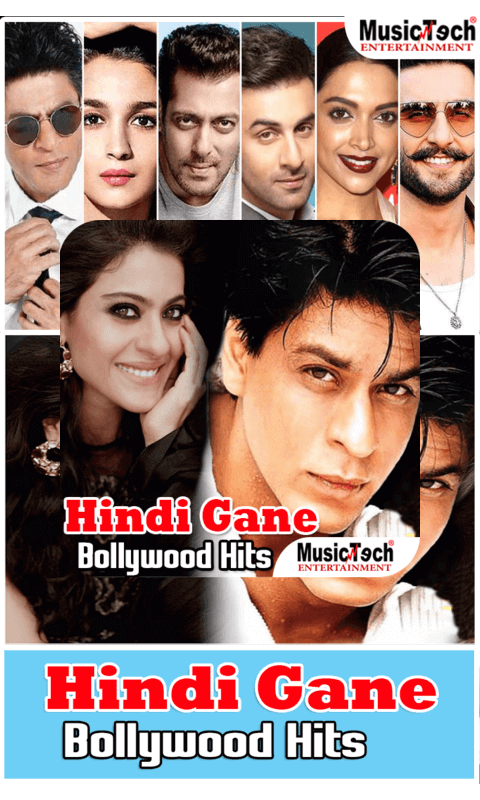 MusicTech®
ENTERTAINMENT
Hindi Gane
Bollywood Hits
MusicTech®
ENTERTAINMENT
Hindi Gane
Bollywood Hits